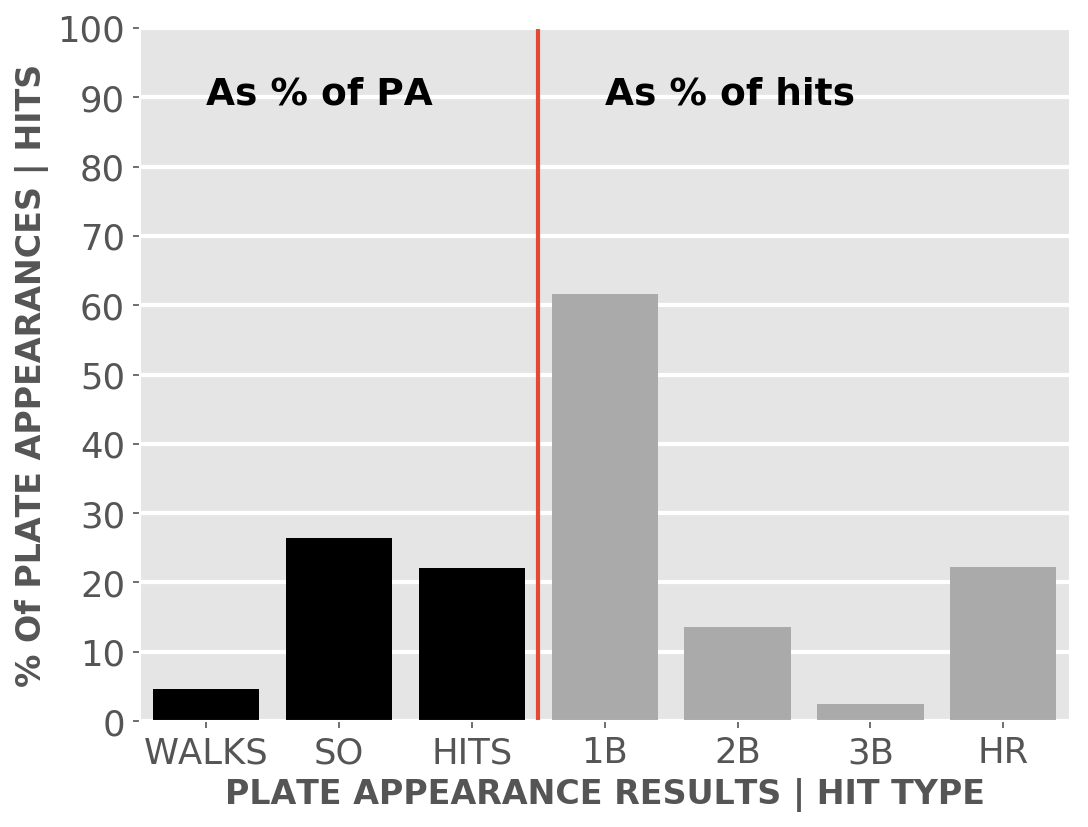 % Of PLATE APPEARANCES | HITS
100
90
80
70
60
50
40
30
20
10
0
As % of PA
As % of hits
WALKS SO HITS 1B 2B 3B HR
PLATE APPEARANCE RESULTS | HIT TYPE